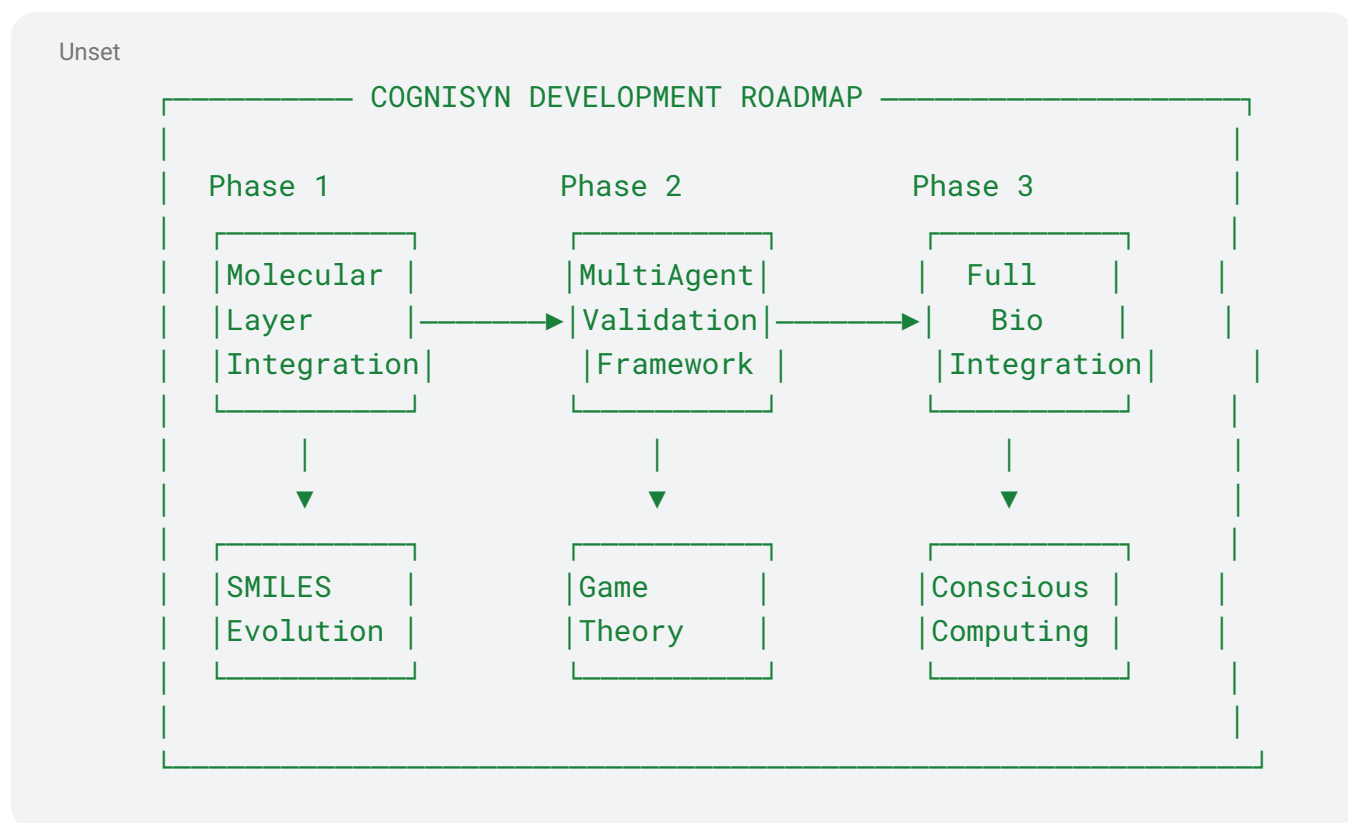 Unset
COGNISYN DEVELOPMENT ROADMAP
Phase 1 Phase 2 Phase 3
Molecular MultiAgent Full
Layer Validation Bio
Integration Framework Integration
SMILES Game Conscious
Evolution Theory Computing